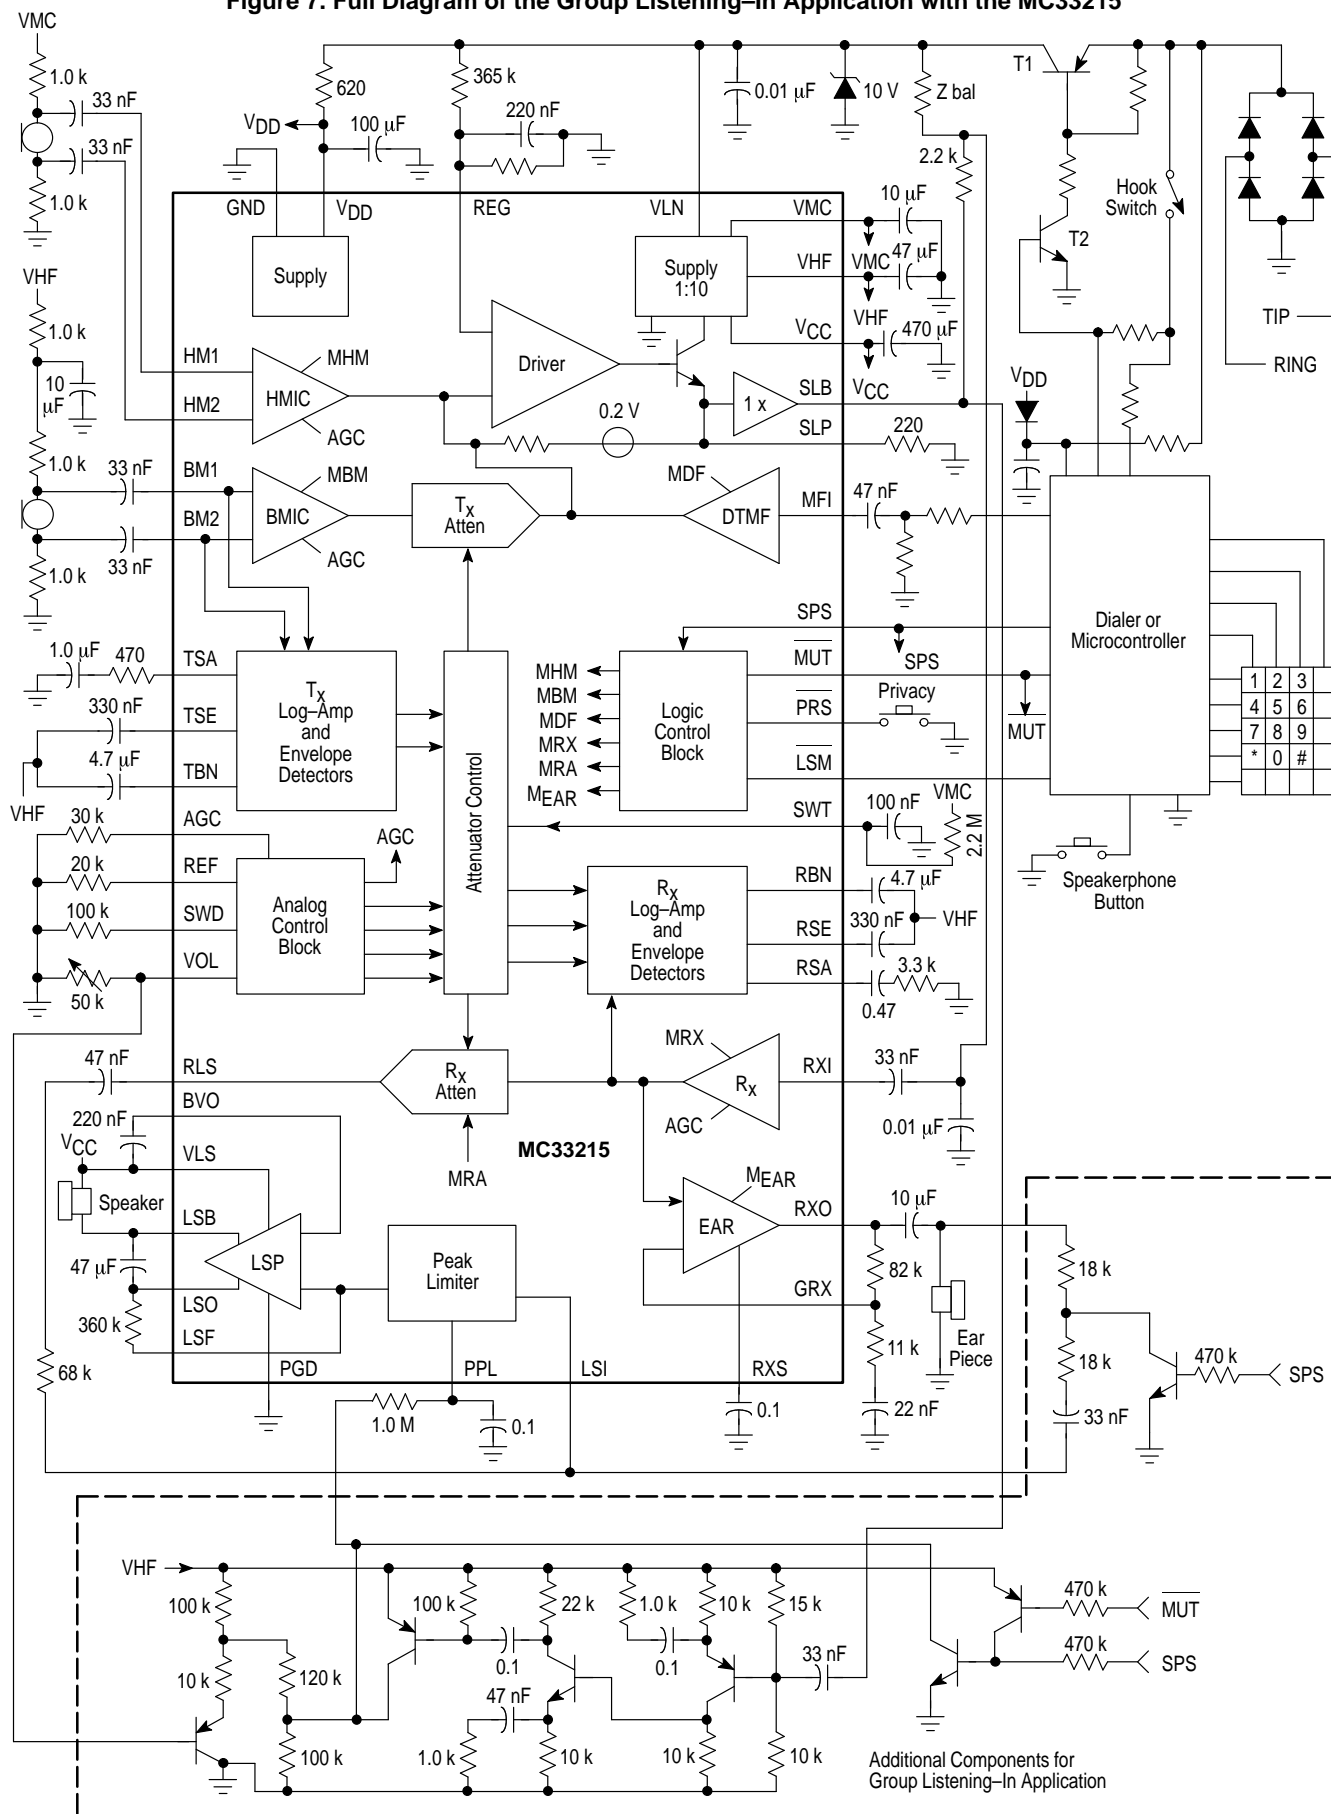 Figure 7. Full Diagram of the Group Listening–In Application with the MC33215
VMC
1.0 k
33 nF
33 nF
1.0 k
620
VDD
100 µF
365 k
220 nF
0.01 µF
10 V
Z bal
2.2 k
T1
T2
Hook
Switch
TIP
RING
GND
VDD
REG
VLN
VMC
10 µF
VHF
VMC
47 µF
VHF
VCC
470 µF
VCC
Supply
Supply
1:10
VHF
1.0 k
10
µF
1.0 k
33 nF
33 nF
1.0 k
HM1
HM2
HMIC
MHM
AGC
Driver
0.2 V
1 x
SLB
SLP
220
VDD
BM1
BM2
BMIC
MBM
AGC
Tx
Atten
MDF
DTMF
MFI
47 nF
Dialer or
Microcontroller
1.0 µF
470
TSA
330 nF
TSE
4.7 µF
TBN
VHF
Tx
Log–Amp
and
Envelope
Detectors
Attenuator Control
MHM
MBM
MDF
MRX
MRA
MEAR
Logic
Control
Block
SPS
MUT
PRS
LSM
SPS
Privacy
MUT
1 2 3
4 5 6
7 8 9
* 0 #
Speakerphone
Button
30 k
AGC
20 k
REF
100 k
SWD
50 k
VOL
Analog
Control
Block
AGC
SWT
100 nF
VMC
2.2 M
Rx
Log–Amp
and
Envelope
Detectors
RBN
4.7 µF
RSE
330 nF
VHF
RSA
3.3 k
0.47
47 nF
RLS
Rx
Atten
MRA
MRX
Rx
AGC
RXI
33 nF
0.01 µF
MC33215
BVO
220 nF
VCC
VLS
Speaker
LSB
47 µF
LSO
360 k
LSF
68 k
LSP
Peak
Limiter
MEAR
EAR
RXO
10 µF
82 k
GRX
11 k
22 nF
Ear
Piece
18 k
18 k
33 nF
470 k
SPS
PGD
PPL
LSI
RXS
1.0 M
0.1
0.1
VHF
100 k
10 k
120 k
100 k
100 k
0.1
22 k
47 nF
1.0 k
10 k
1.0 k
0.1
10 k
10 k
15 k
33 nF
10 k
470 k
MUT
470 k
SPS
Additional Components for
Group Listening–In Application